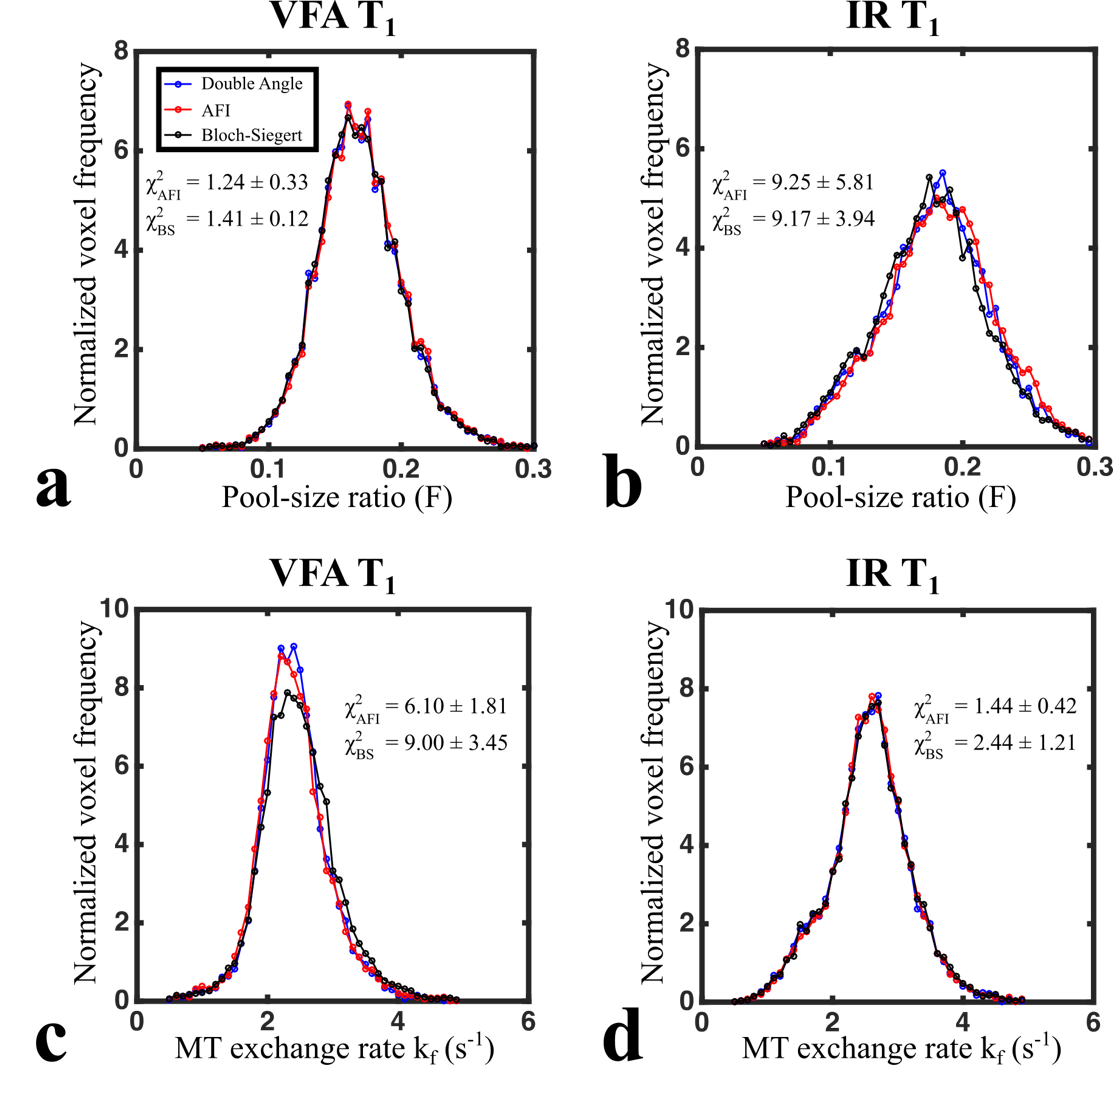 VFA T1
8
6
4
2
0
Normalized voxel frequency
Double Angle
AFI
Bloch-Siegert
χ²AFI = 1.24 ± 0.33
χ²BS = 1.41 ± 0.12
0 0.1 0.2 0.3
Pool-size ratio (F)
a
IR T1
8
6
4
2
0
Normalized voxel frequency
χ²AFI = 9.25 ± 5.81
χ²BS = 9.17 ± 3.94
0 0.1 0.2 0.3
Pool-size ratio (F)
b
VFA T1
10
8
6
4
2
0
Normalized voxel frequency
χ²AFI = 6.10 ± 1.81
χ²BS = 9.00 ± 3.45
0 2 4 6
MT exchange rate kf (s-1)
c
IR T1
10
8
6
4
2
0
Normalized voxel frequency
χ²AFI = 1.44 ± 0.42
χ²BS = 2.44 ± 1.21
0 2 4 6
MT exchange rate kf (s-1)
d